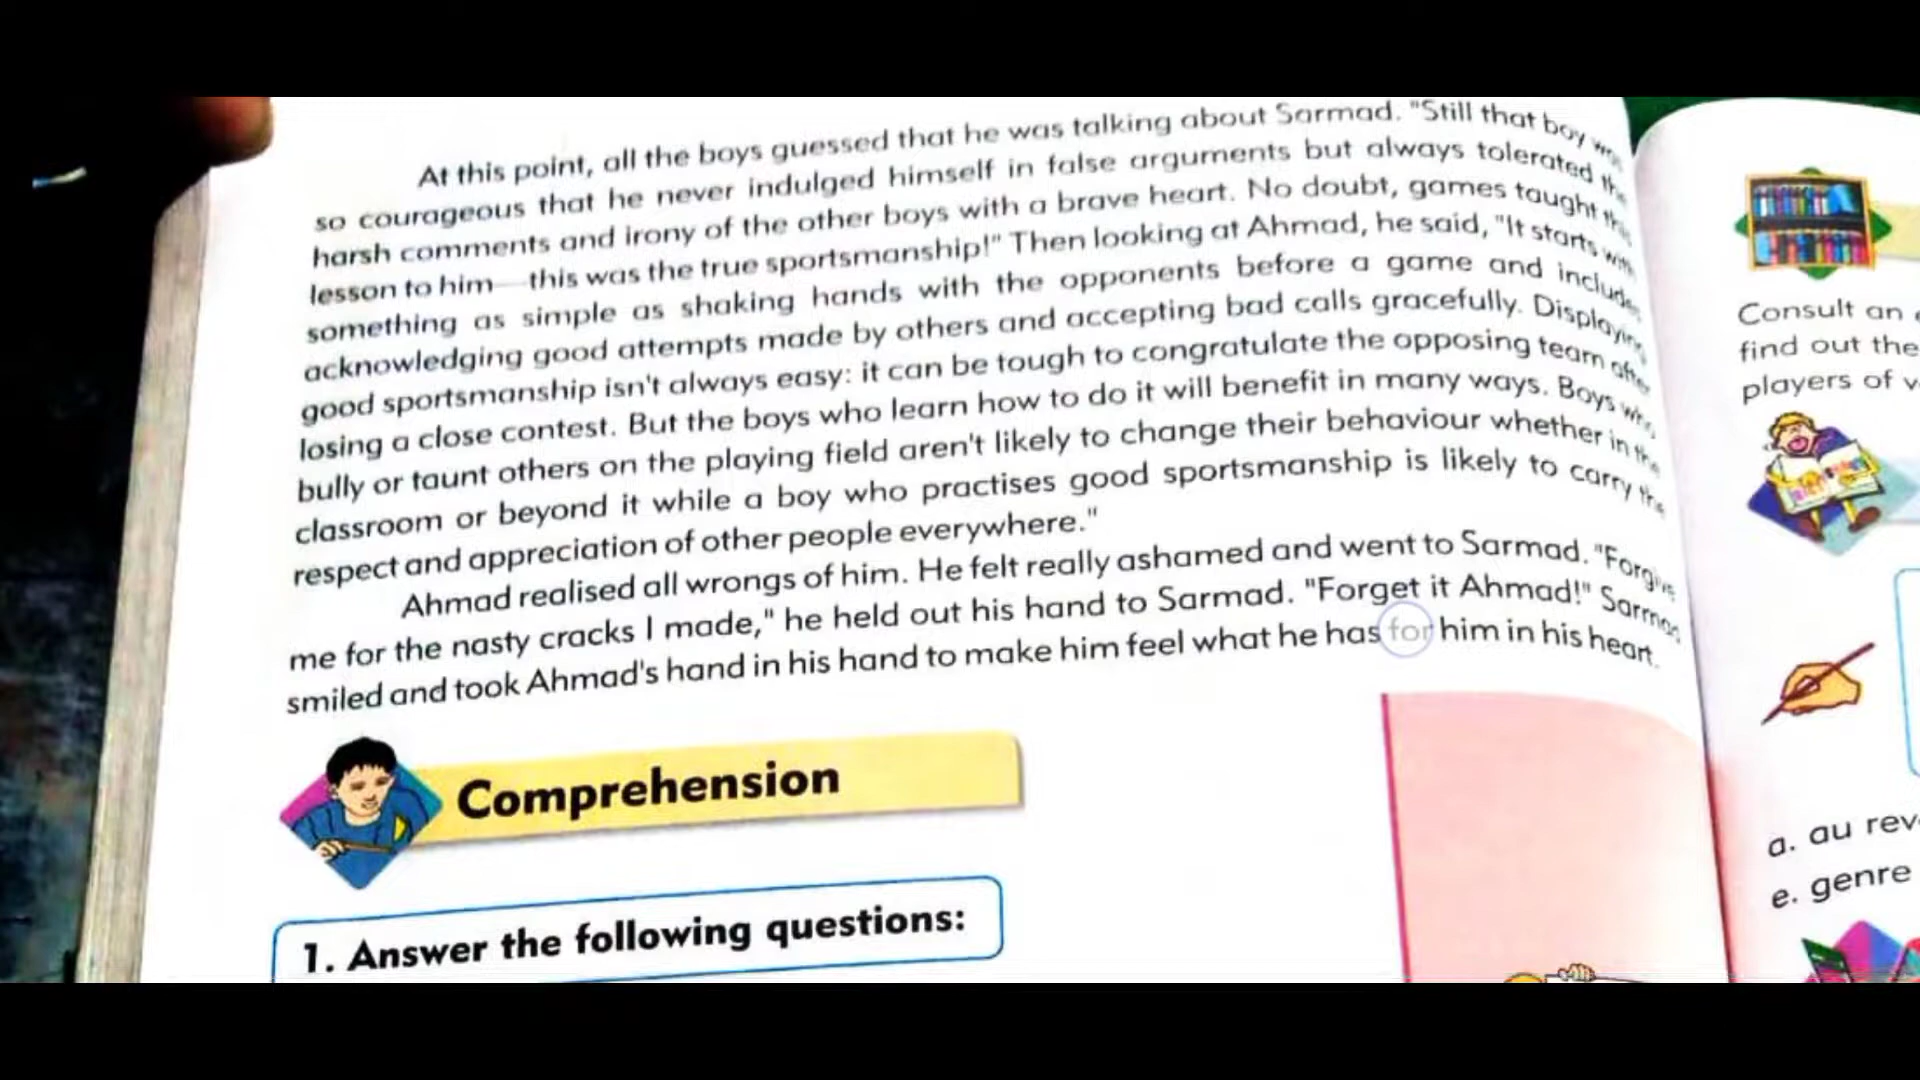 At this point, all the boys guessed that he was talking about Sarmad. "Still that boy was
so courageous that he never indulged himself in false arguments but always tolerated the
harsh comments and irony of the other boys with a brave heart. No doubt, games taught this
lesson to him—this was the true sportsmanship!" Then looking at Ahmad, he said, "It starts with
something as simple as shaking hands with the opponents before a game and includes
acknowledging good attempts made by others and accepting bad calls gracefully. Displaying
good sportsmanship isn't always easy: it can be tough to congratulate the opposing team after
losing a close contest. But the boys who learn how to do it will benefit in many ways. Boys who
bully or taunt others on the playing field aren't likely to change their behaviour whether in the
classroom or beyond it while a boy who practises good sportsmanship is likely to carry the
respect and appreciation of other people everywhere."
Ahmad realised all wrongs of him. He felt really ashamed and went to Sarmad. "Forgive
me for the nasty cracks I made," he held out his hand to Sarmad. "Forget it Ahmad!" Sarmad
smiled and took Ahmad's hand in his hand to make him feel what he has for him in his heart.
Comprehension
1. Answer the following questions:
Consult an
find out the
players of
a. au
e. genre